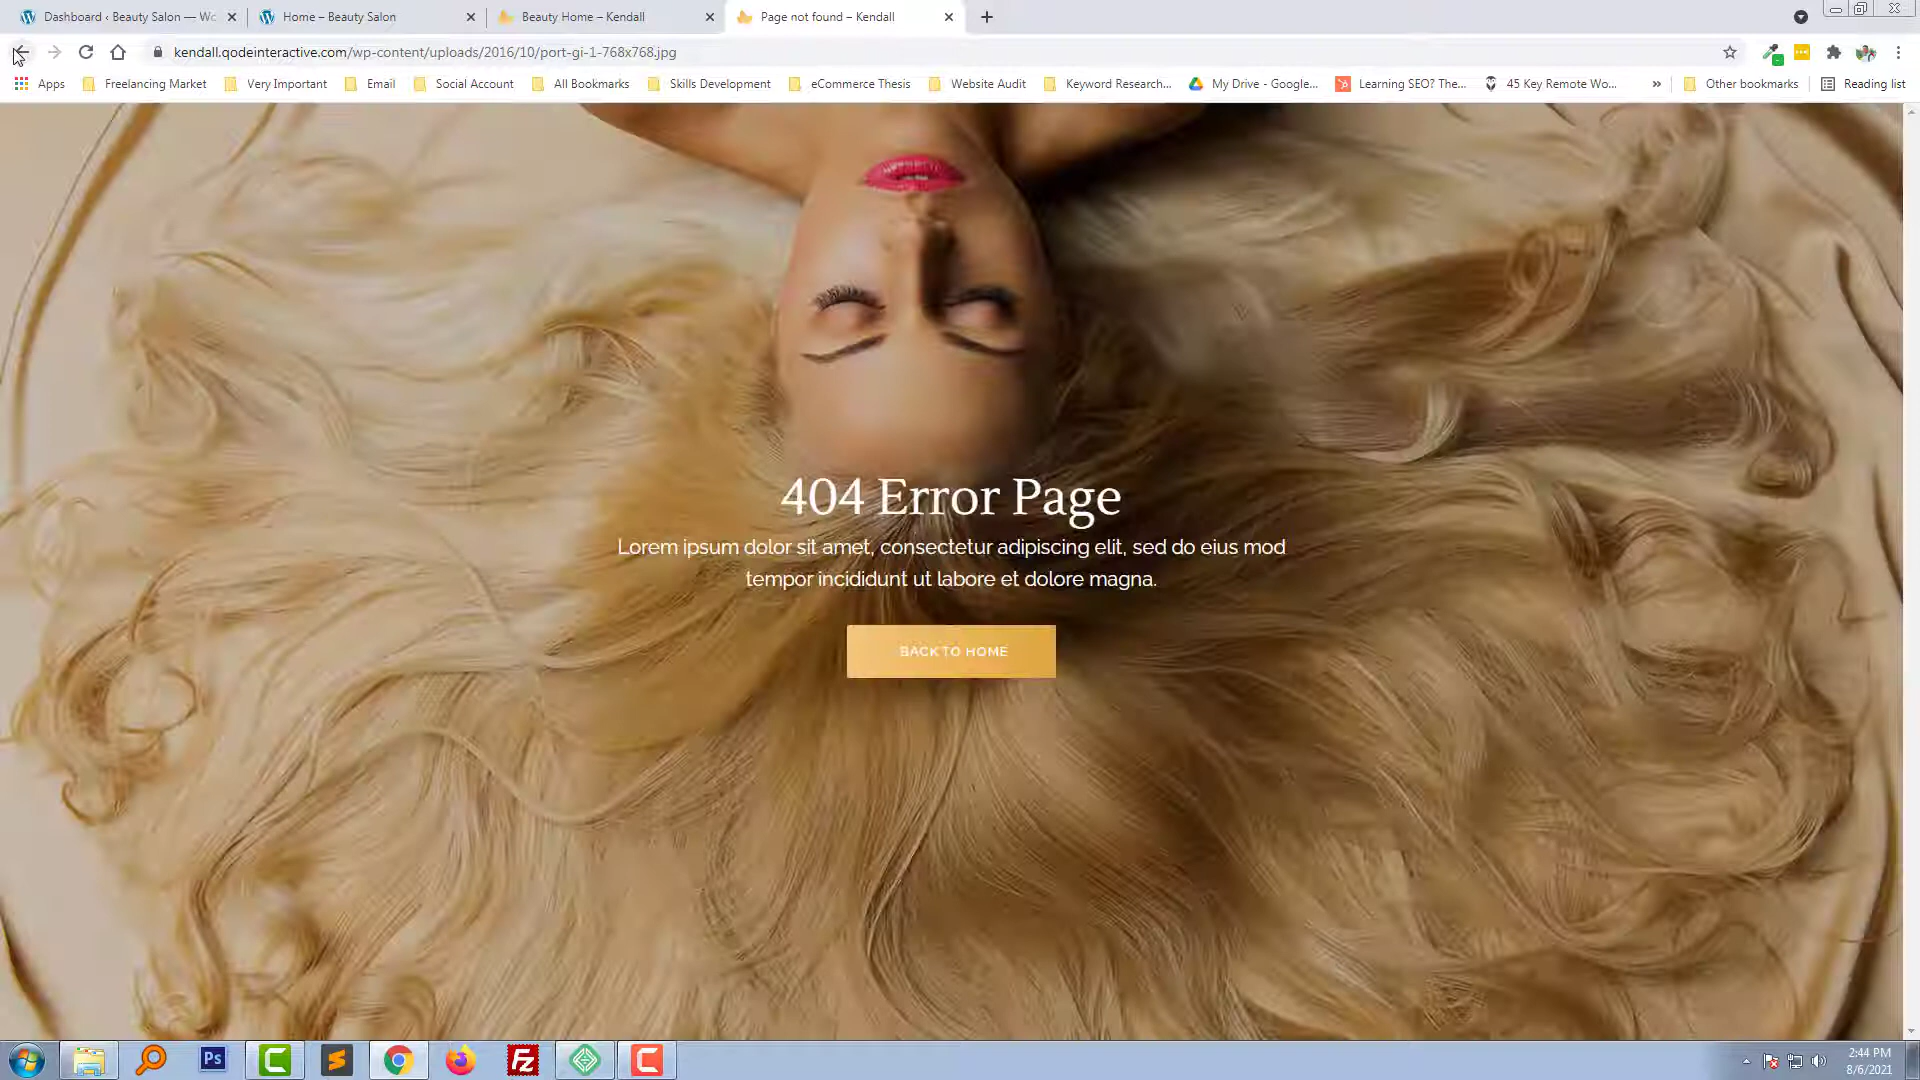 Dashboard ‹ Beauty Salon — Wo
Home – Beauty Salon
Beauty Home – Kendall
Page not found – Kendall
kendall.qodeinteractive.com/wp-content/uploads/2016/10/port-gi-1-768x768.jpg
Apps
Freelancing Market
Very Important
Email
Social Account
All Bookmarks
Skills Development
eCommerce Thesis
Website Audit
Keyword Research...
My Drive - Google...
Learning SEO? The...
45 Key Remote Wo...
»
Other bookmarks
Reading list
404 Error Page
Lorem ipsum dolor sit amet, consectetur adipiscing elit, sed do eius mod
tempor incididunt ut labore et dolore magna.
BACK TO HOME
Ps
Fz
2:44 PM
8/6/2021